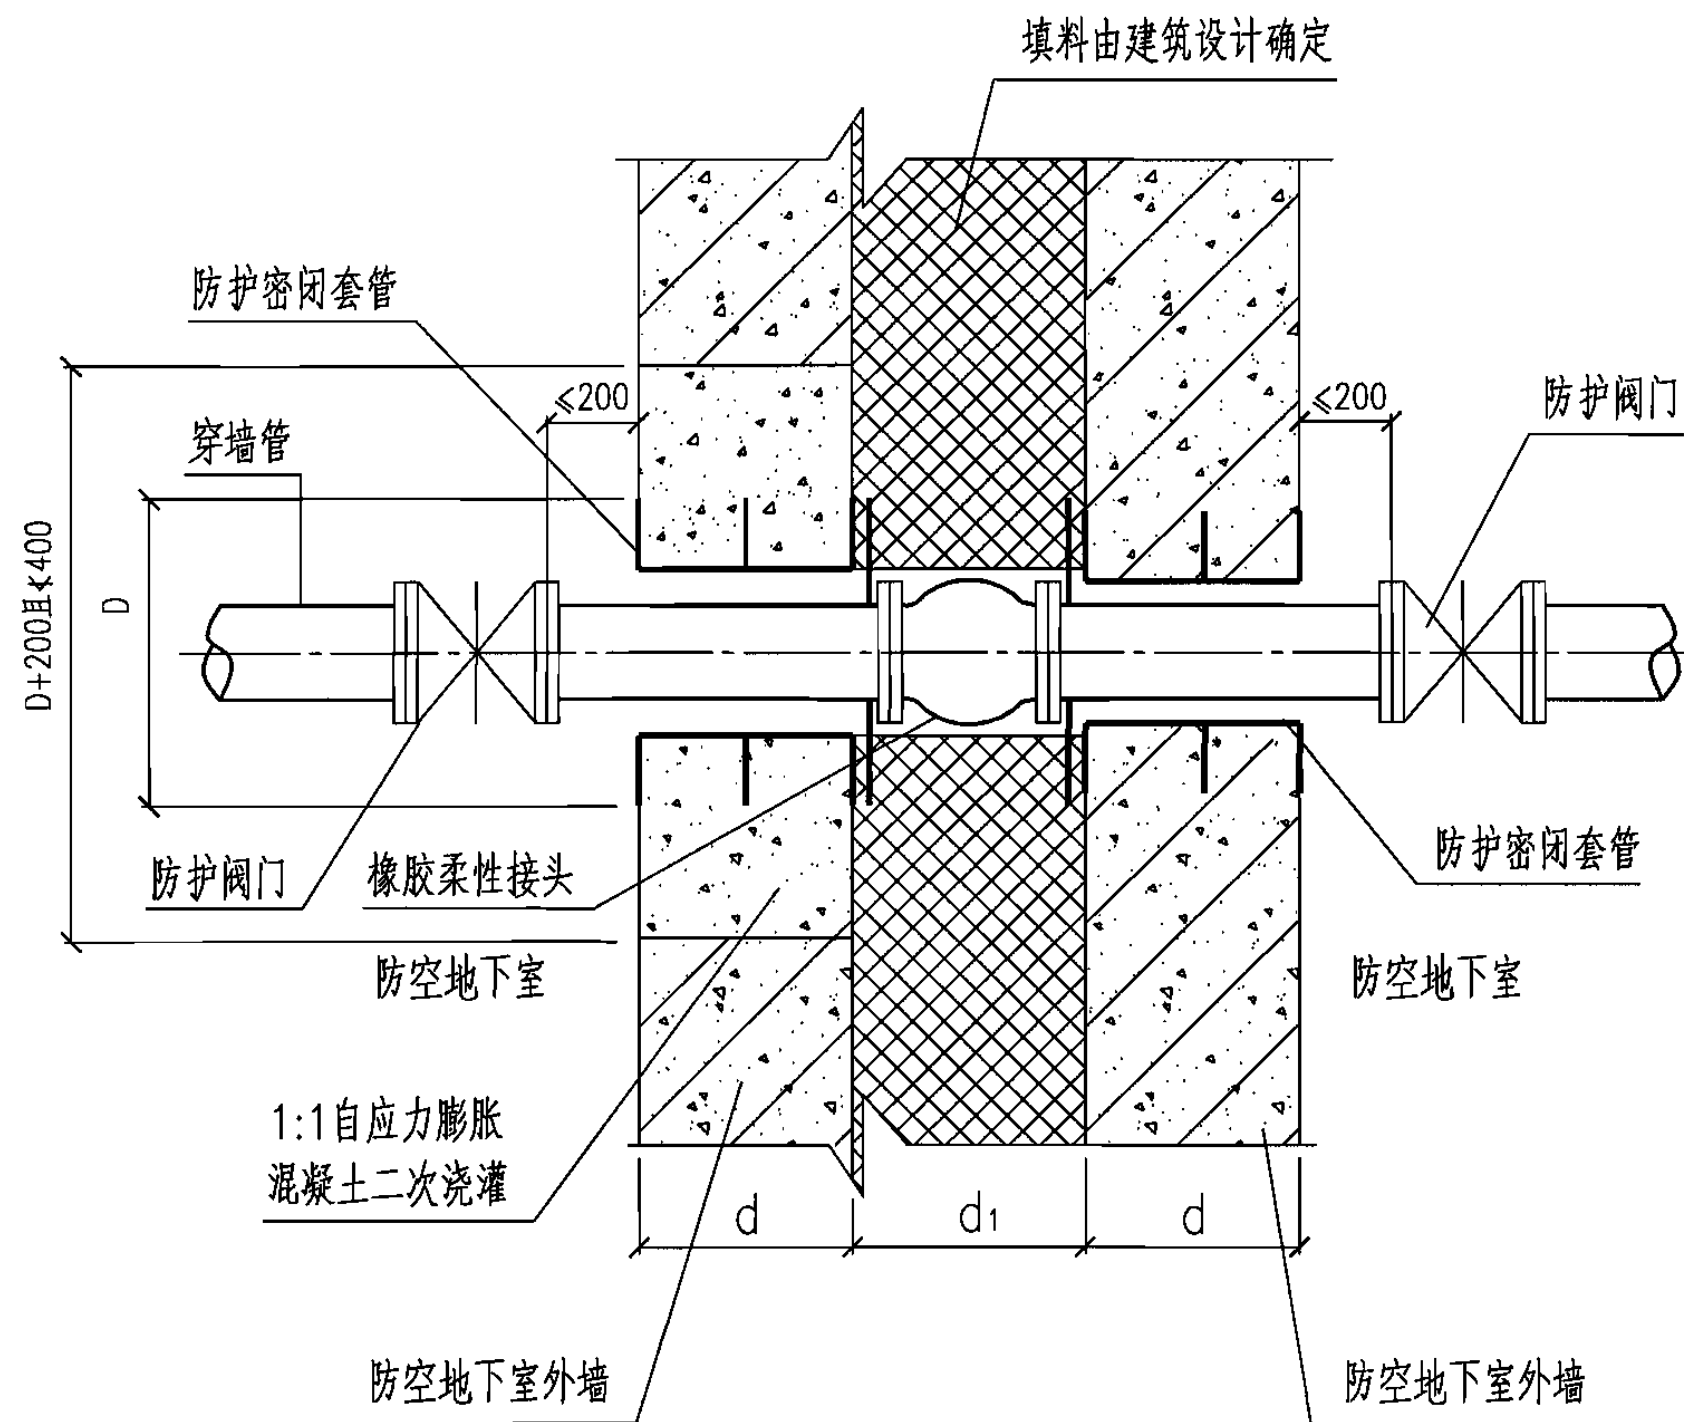 填料由建筑设计确定
防护密闭套管
≤200
≤200
防护阀门
穿墙管
D+200且≮400
D
防护阀门
橡胶柔性接头
防护密闭套管
防空地下室
防空地下室
1:1自应力膨胀
混凝土二次浇灌
d
d1
d
防空地下室外墙
防空地下室外墙